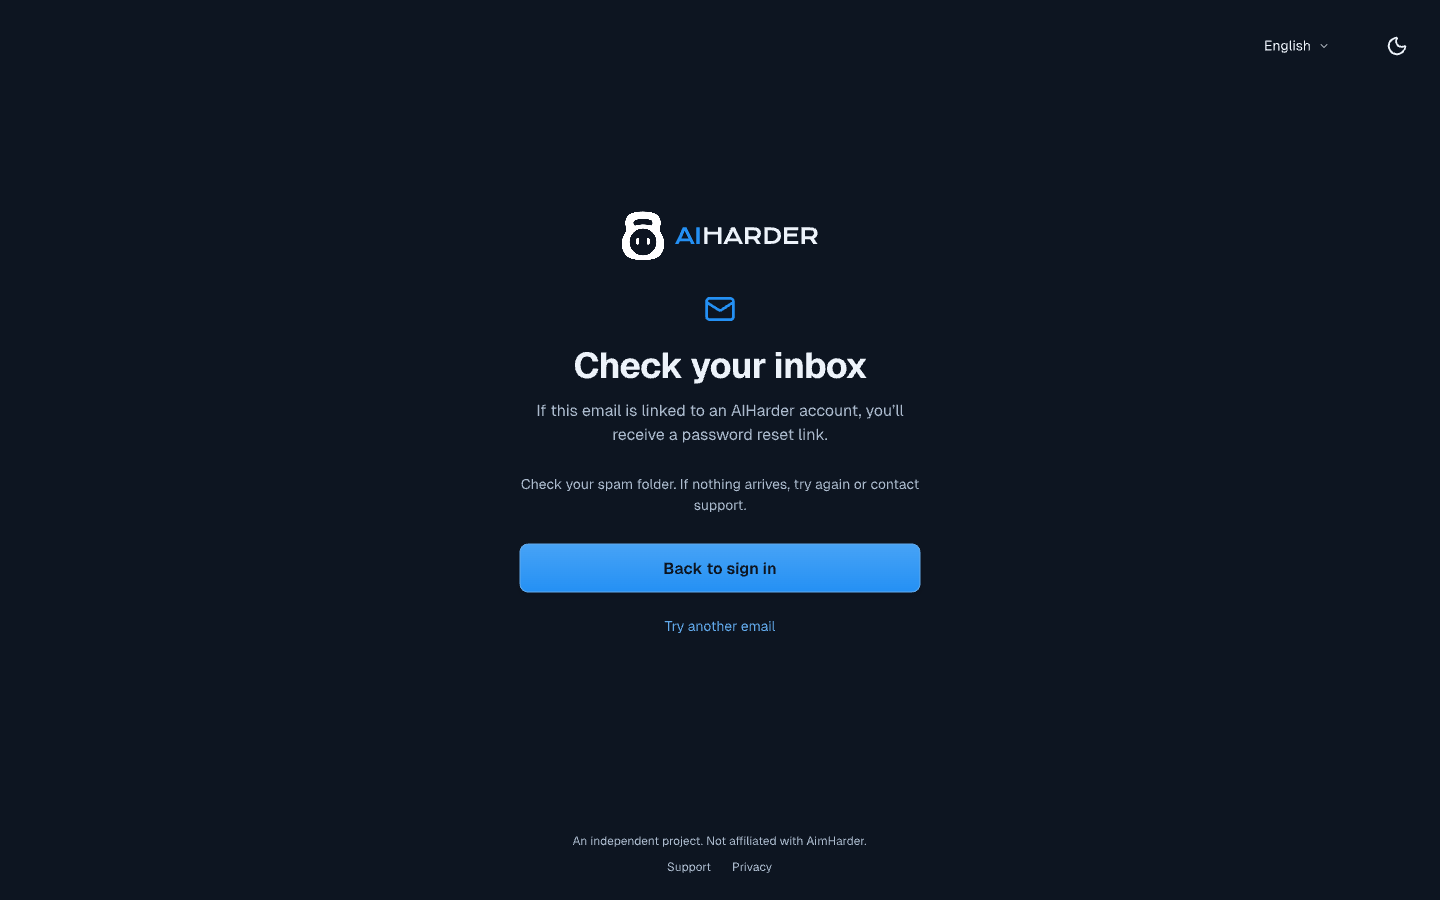 English
AIHARDER
Check your inbox
If this email is linked to an AIHarder account, you’ll
receive a password reset link.
Check your spam folder. If nothing arrives, try again or contact
support.
Back to sign in
Try another email
An independent project. Not affiliated with AimHarder.
Support Privacy